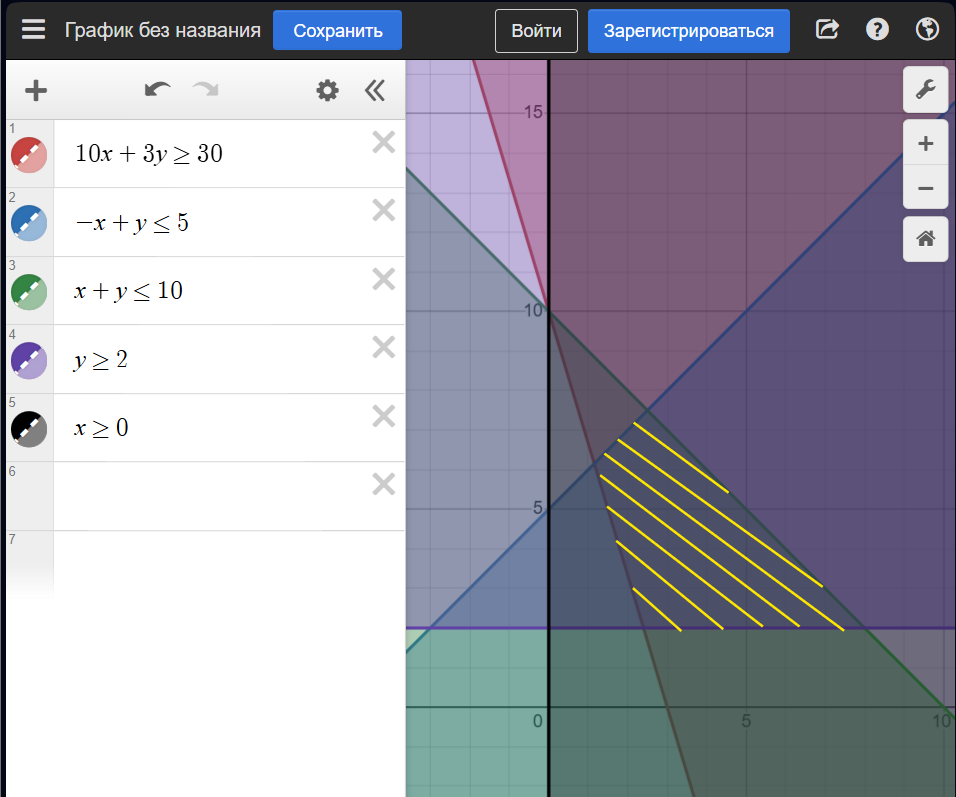 График без названия Сохранить Войти Зарегистрироваться ?
1 10x + 3y ≥ 30
2 −x + y ≤ 5
3 x + y ≤ 10
4 y ≥ 2
5 x ≥ 0
6
7
15
10
5
0 5 10